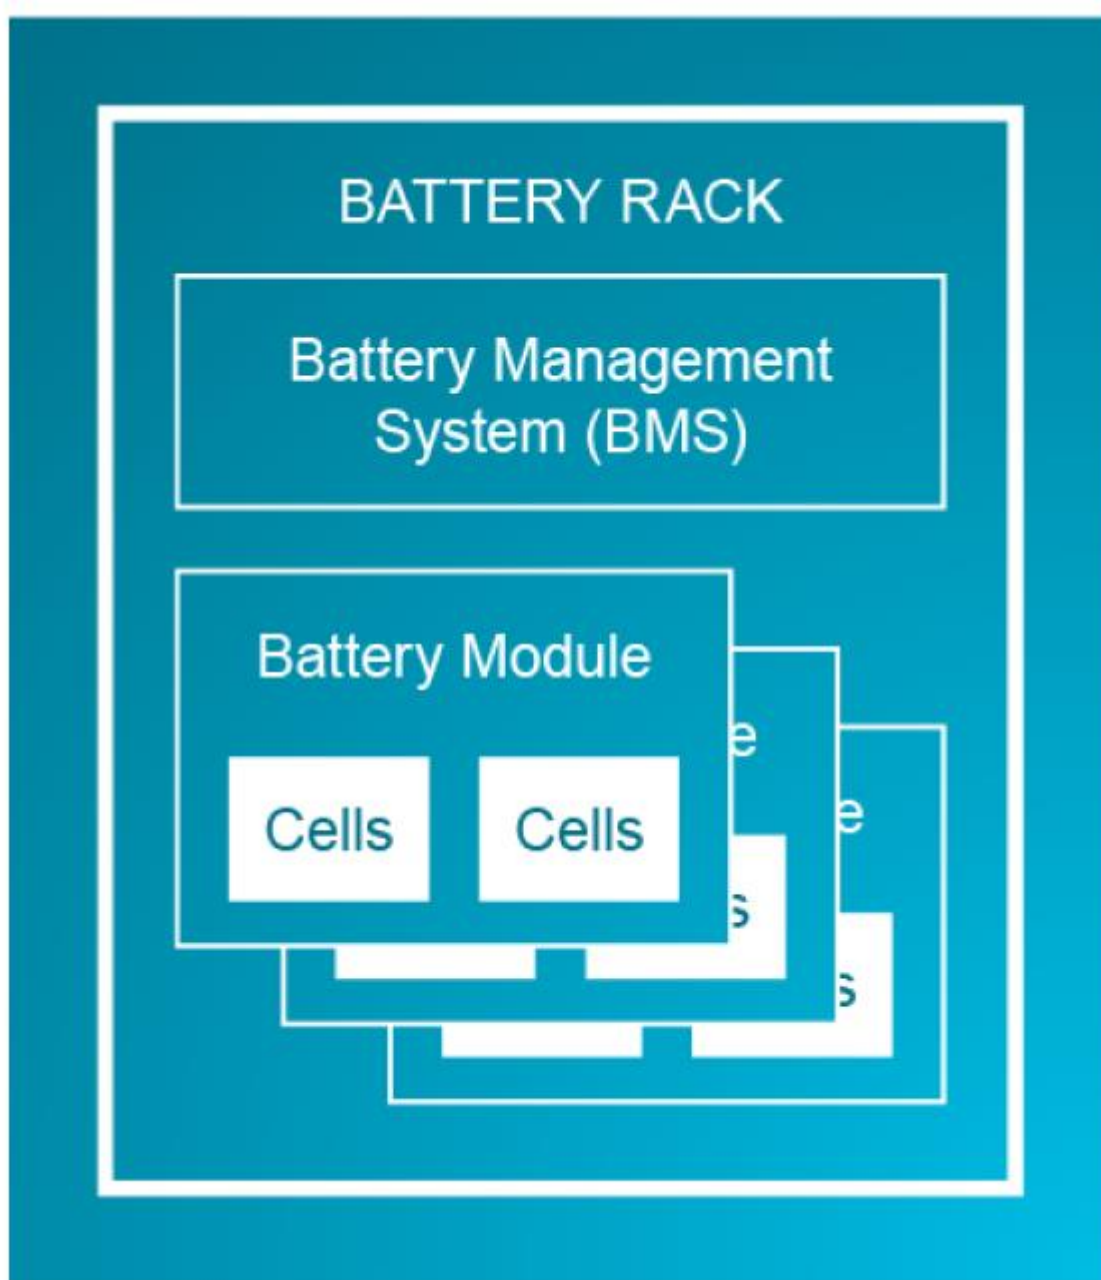 BATTERY RACK
Battery Management
System (BMS)
Battery Module
Cells Cells